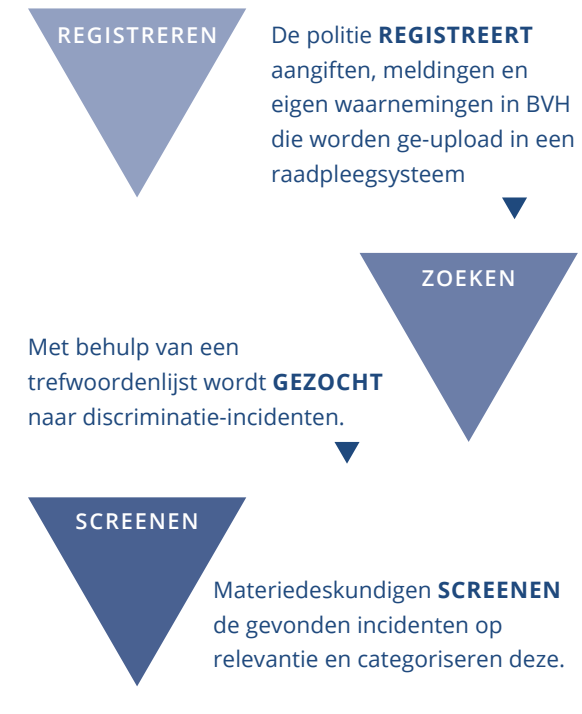 REGISTREREN
De politie REGISTREERT
aangiften, meldingen en
eigen waarnemingen in BVH
die worden ge-upload in een
raadpleegsysteem
ZOEKEN
Met behulp van een
trefwoordenlijst wordt GEZOCHT
naar discriminatie-incidenten.
SCREENEN
Materiedeskundigen SCREENEN
de gevonden incidenten op
relevantie en categoriseren deze.